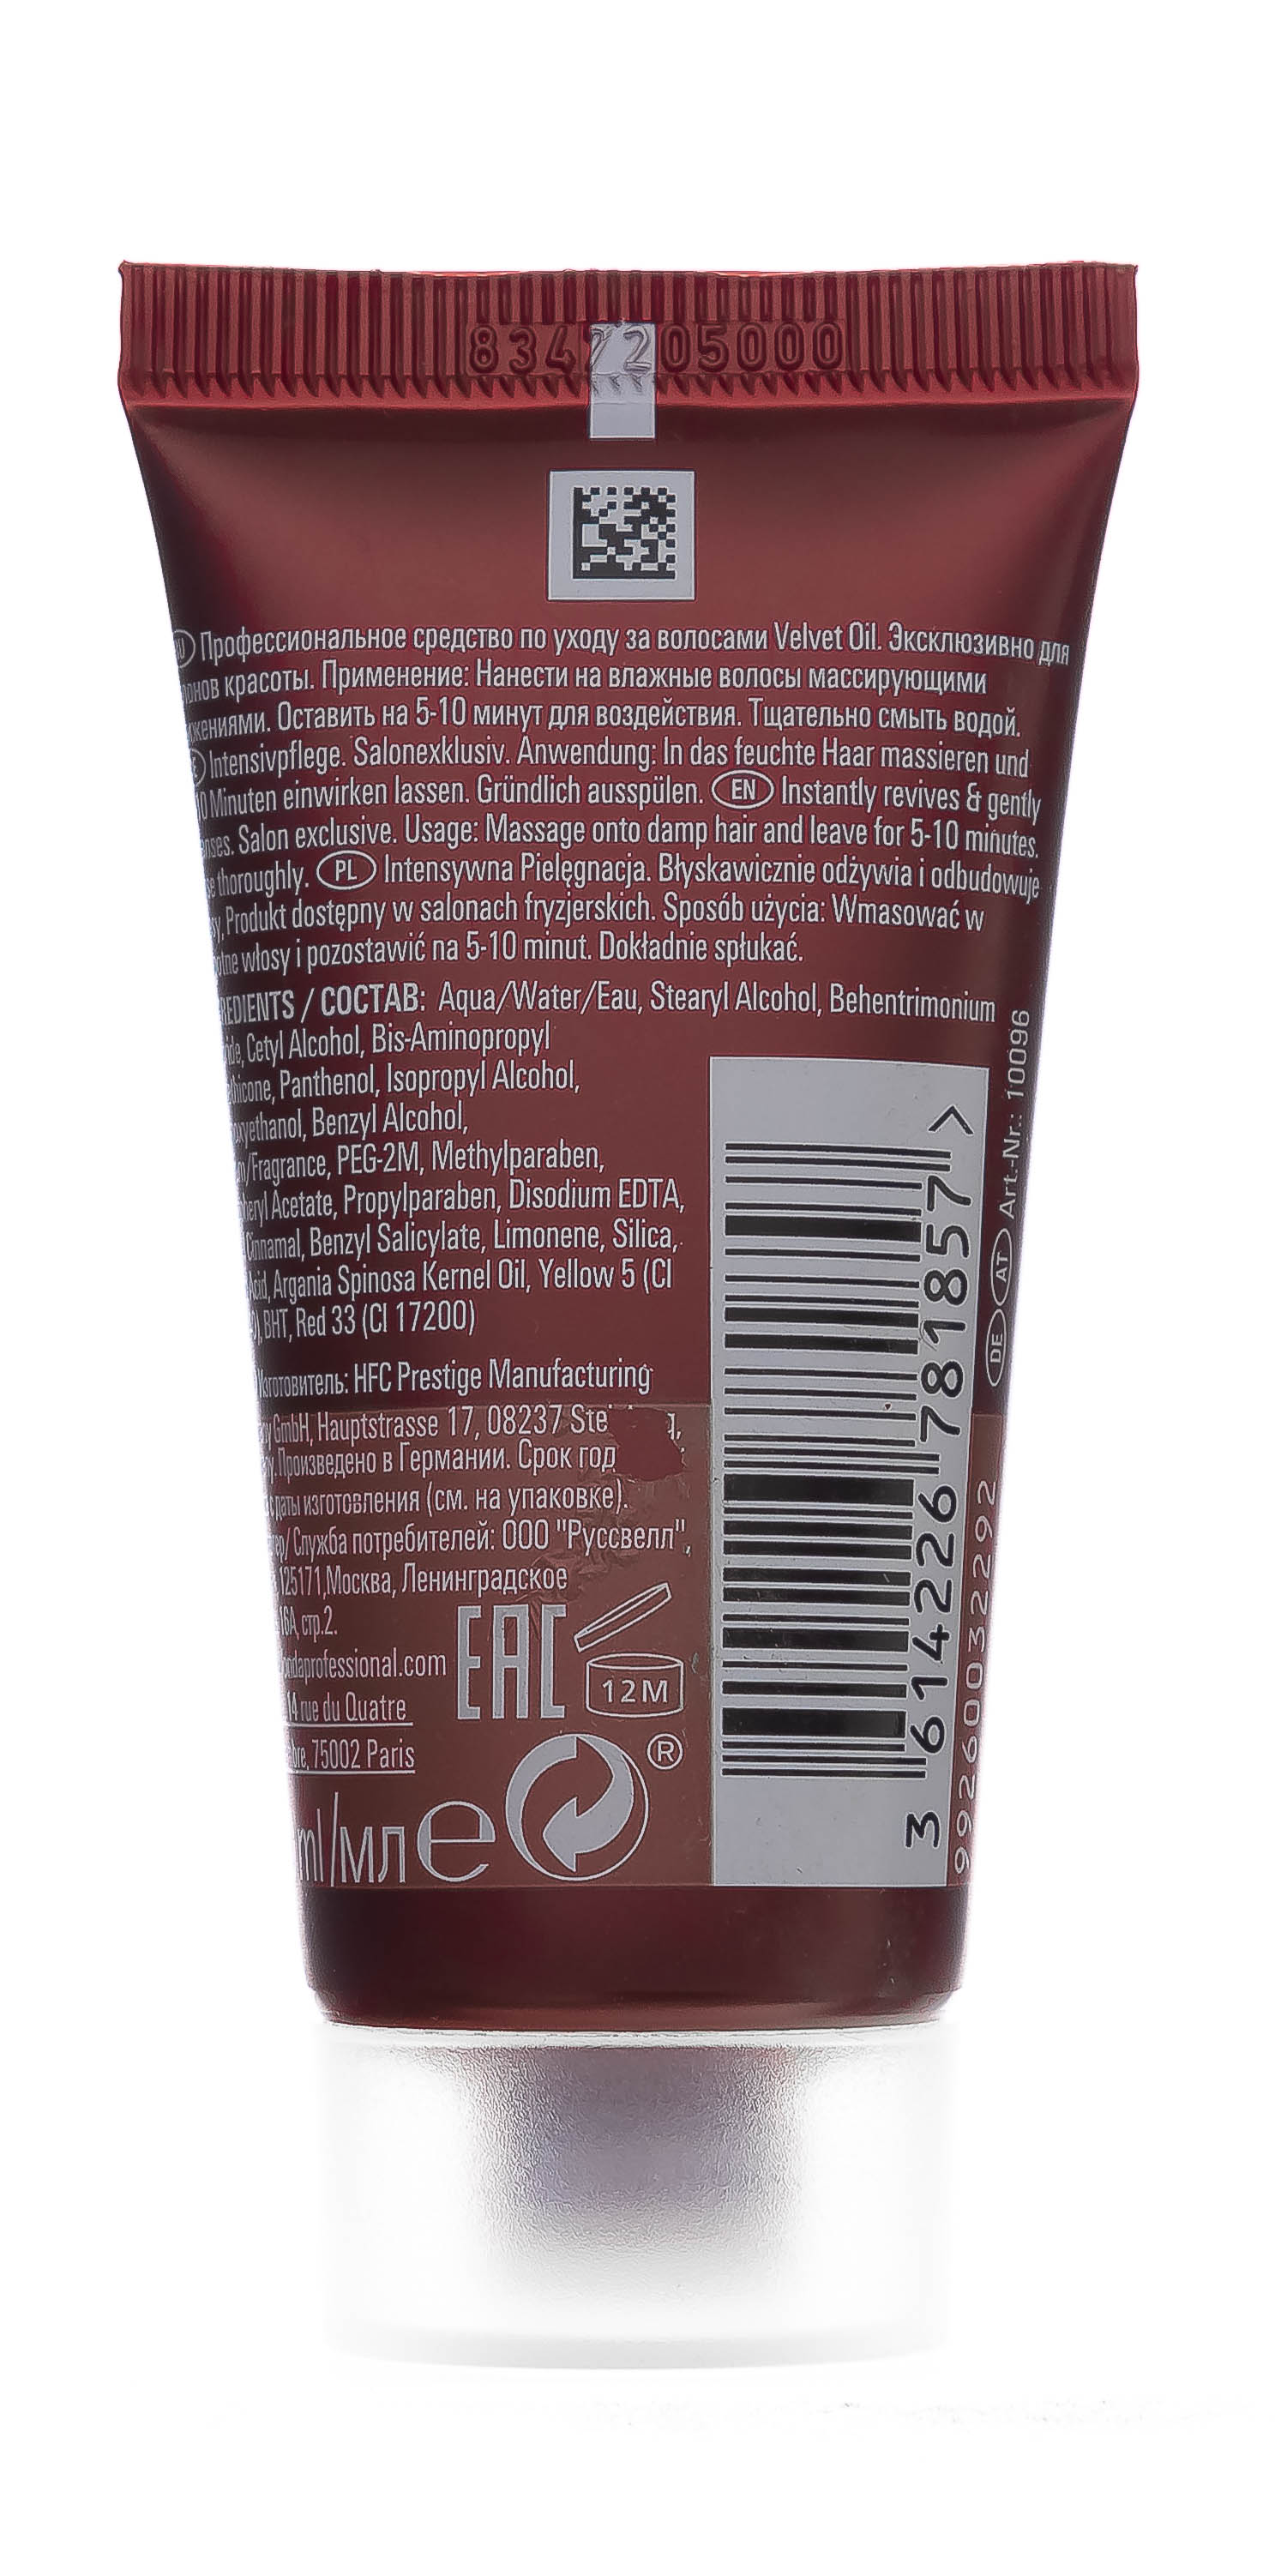 05000
Профессиональное средство по уходу за волосами Velvet Oil. Эксклюзивно для
красоты. Применение: Нанести на влажные волосы массирующими
Оставить на 5-10 минут для воздействия. Тщательно смыть водой.
Intensivpflege. Salonexklusiv. Anwendung: In das feuchte Haar massieren und
Minuten einwirken lassen. Gründlich ausspülen. EN Instantly revives & gently
Salon exclusive. Usage: Massage onto damp hair and leave for 5-10 minutes.
thoroughly. PL Intensywna Pielęgnacja. Błyskawicznie odżywia i odbudowuje
Produkt dostępny w salonach fryzjerskich. Sposób użycia: Wmasować w
włosy i pozostawić na 5-10 minut. Dokładnie spłukać.
/ СОСТАВ: Aqua/Water/Eau, Stearyl Alcohol, Behentrimonium
Cetyl Alcohol, Bis-Aminopropyl
Panthenol, Isopropyl Alcohol,
Benzyl Alcohol,
/Fragrance, PEG-2M, Methylparaben,
Acetate, Propylparaben, Disodium EDTA,
Benzyl Salicylate, Limonene, Silica,
Argania Spinosa Kernel Oil, Yellow 5 (CI
BHT, Red 33 (CI 17200)
HFC Prestige Manufacturing
GmbH, Hauptstrasse 17, 08237
Произведено в Германии. Срок год
даты изготовления (см. на упаковке).
Служба потребителей: ООО "Руссвелл",
125171,Москва, Ленинградское
16А, стр.2.
professional.com
EAC
12M
14 rue du Quatre
75002 Paris
®
ml/мл e
3 614226 781857 >
DE AT Art.-Nr.: 10096
99260032292